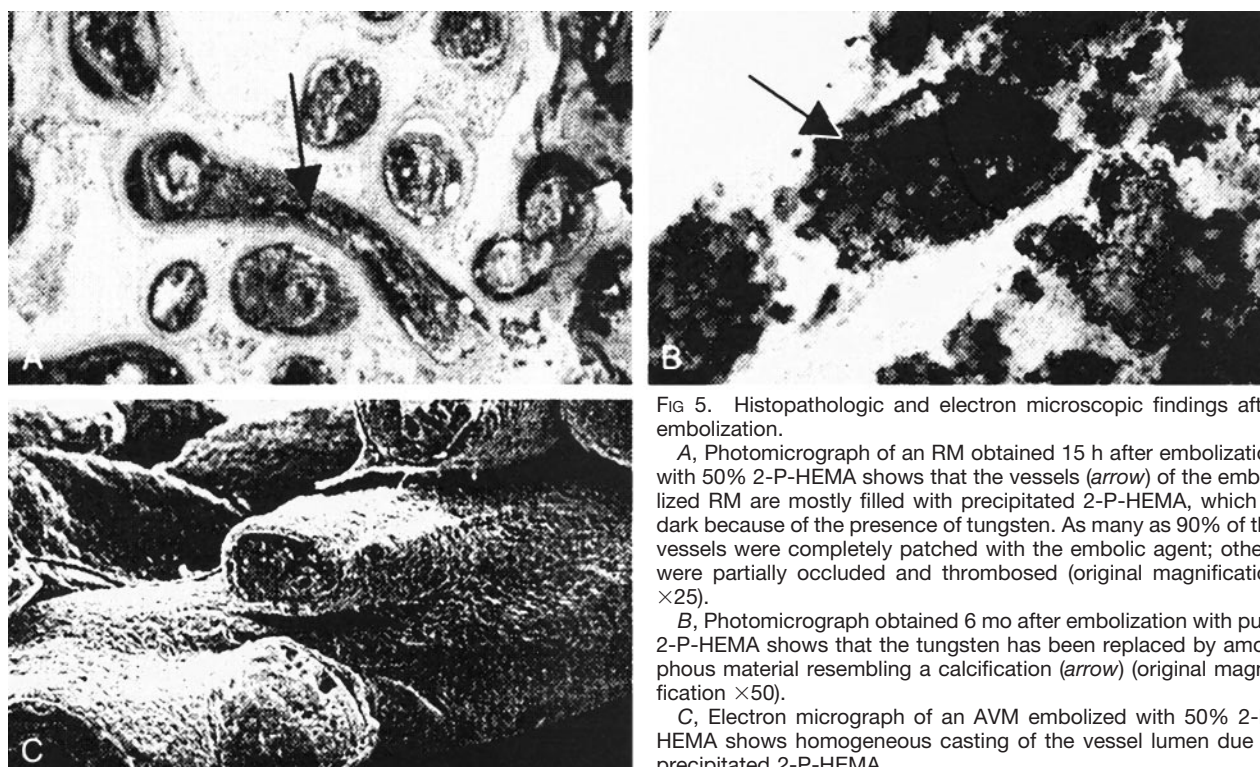 A
B
C
FIG 5. Histopathologic and electron microscopic findings aft
embolization.
A, Photomicrograph of an RM obtained 15 h after embolizatio
with 50% 2-P-HEMA shows that the vessels (arrow) of the embo
lized RM are mostly filled with precipitated 2-P-HEMA, which
dark because of the presence of tungsten. As many as 90% of th
vessels were completely patched with the embolic agent; othe
were partially occluded and thrombosed (original magnificatio
×25).
B, Photomicrograph obtained 6 mo after embolization with pu
2-P-HEMA shows that the tungsten has been replaced by amo
phous material resembling a calcification (arrow) (original magn
fication ×50).
C, Electron micrograph of an AVM embolized with 50% 2-
HEMA shows homogeneous casting of the vessel lumen due
precipitated 2-P-HEMA.